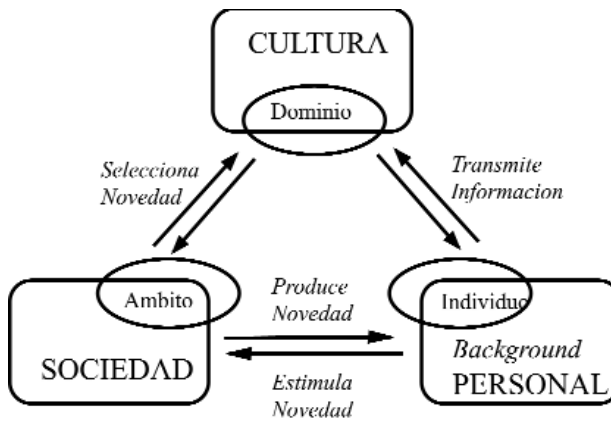 CULTURA
Dominio
Selecciona
Novedad
Transmite
Informacion
Ambito
SOCIEDAD
Produce
Novedad
Estimula
Novedad
Individuo
Background
PERSONAL